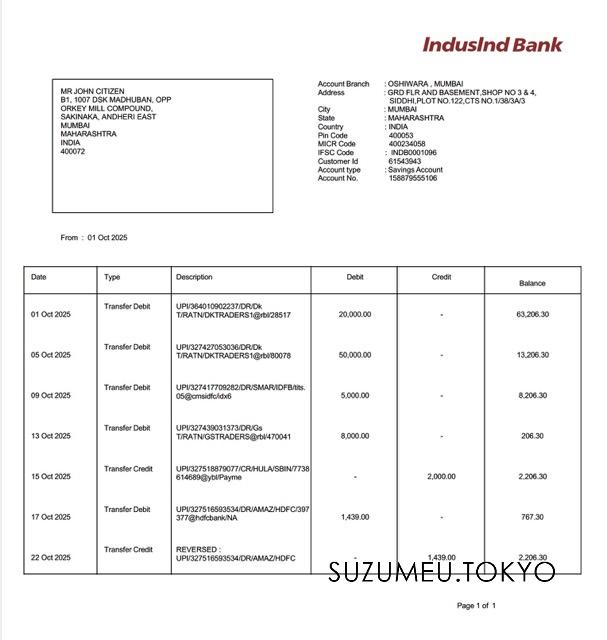 IndusInd Bank
MR JOHN CITIZEN
B1, 1007 DSK MADHUBAN, OPP
ORKEY MILL COMPOUND,
SAKINAKA, ANDHERI EAST
MUMBAI
MAHARASHTRA
INDIA
400072
Account Branch : OSHIWARA , MUMBAI
Address : GRD FLR AND BASEMENT,SHOP NO 3 & 4,
SIDDHI,PLOT NO.122,CTS NO.1/38/3A/3
City : MUMBAI
State : MAHARASHTRA
Country : INDIA
Pin Code 400053
MICR Code 400234058
IFSC Code : INDB0001096
Customer Id 61543943
Account type : Savings Account
Account No. 158879555106
From : 01 Oct 2025
Date Type Description Debit Credit Balance
01 Oct 2025 Transfer Debit UPI/364010902237/DR/Dk 20,000.00 - 63,206.30
T/RATN/DKTRADERS1@rbl/28517
05 Oct 2025 Transfer Debit UPI/327427053036/DR/Dk 50,000.00 - 13,206.30
T/RATN/DKTRADERS1@rbl/80078
09 Oct 2025 Transfer Debit UPI/327417709282/DR/SMAR/IDFB/tits. 5,000.00 - 8,206.30
05@cmsidfc/idx6
13 Oct 2025 Transfer Debit UPI/327439031373/DR/Gs 8,000.00 - 206.30
T/RATN/GSTRADERS@rbl/470041
15 Oct 2025 Transfer Credit UPI/327518879077/CR/HULA/SBIN/7738 - 2,000.00 2,206.30
614689@ybl/Payme
17 Oct 2025 Transfer Debit UPI/327516593534/DR/AMAZ/HDFC/397 1,439.00 - 767.30
377@hdfcbank/NA
22 Oct 2025 Transfer Credit REVERSED : - 1,439.00 2,206.30
UPI/327516593534/DR/AMAZ/HDFC
SUZUMEU.TOKYO
Page 1 of 1